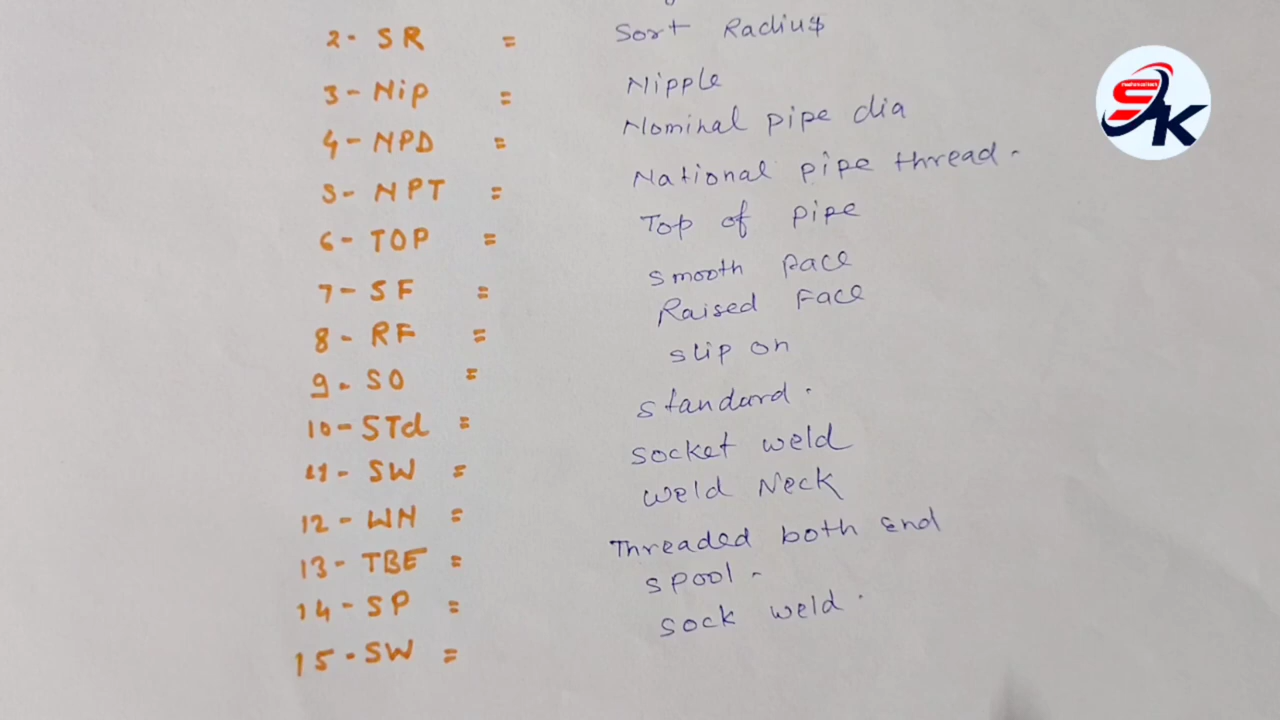 2- SR = Sort Radius
3- Nip = Nipple
4- NPD = Nominal pipe dia
5- NPT = National pipe thread.
6- TOP = Top of pipe
7- SF = Smooth Face
8- RF = Raised Face
9- SO = slip on
10- STd = standard.
11- SW = socket weld
12- WN = weld Neck
13- TBE = Threaded both End
14- SP = spool-
15- SW = sock weld.
SK